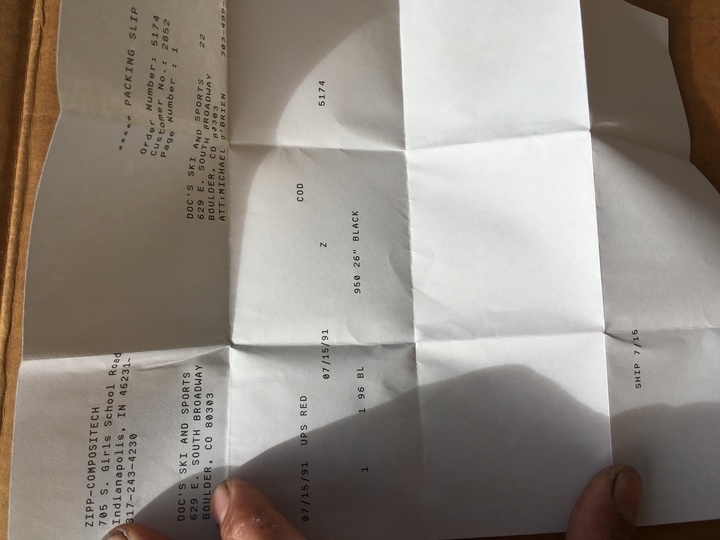 ***** PACKING SLIP
Order Number: 5174
Customer No.: 2852
Page Number : 1
ZIPP-COMPOSITECH
705 S. Girls School Road
Indianapolis, IN 46231-
317-243-4230
DOC'S SKI AND SPORTS
629 E. SOUTH BROADWAY
BOULDER, CO 80303
DOC'S SKI AND SPORTS
629 E. SOUTH BROADWAY 22
BOULDER, CO 80303
ATT:MICHAEL O'BRIEN 303-499-
07/15/91 UPS RED COD
07/15/91 Z 5174
1 1 96 BL 950 26" BLACK
SHIP 7/15